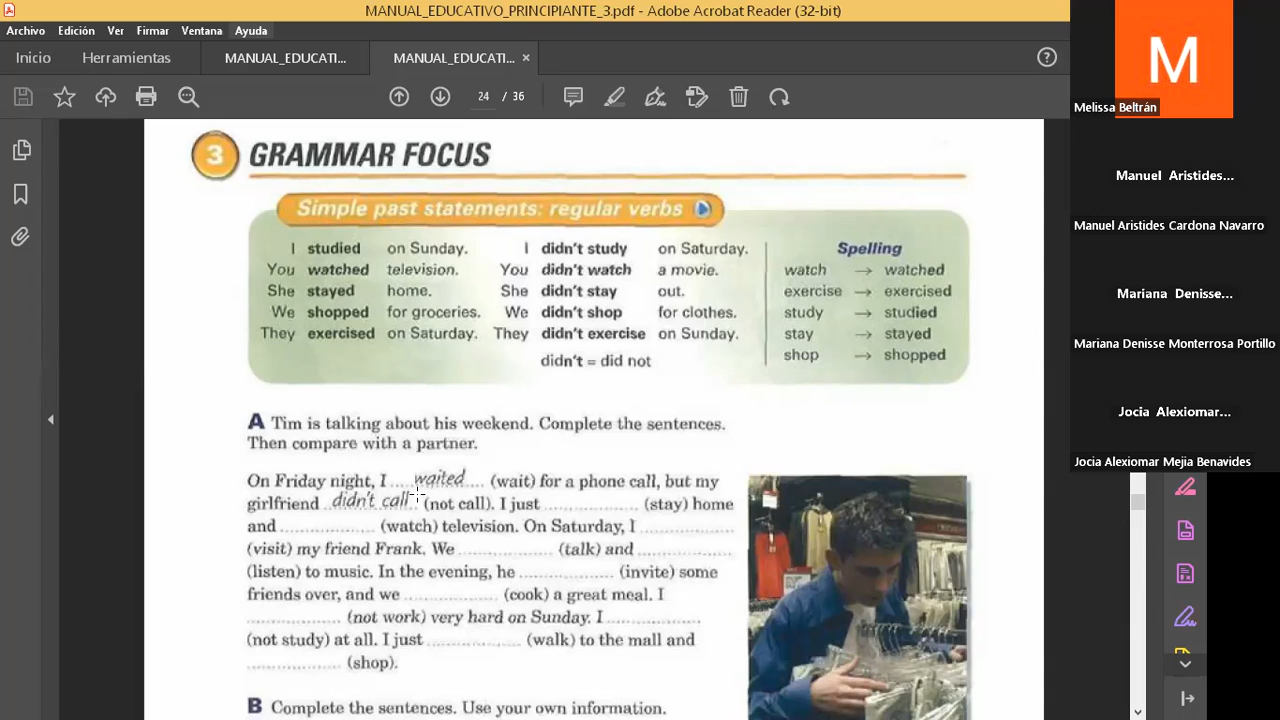 MANUAL_EDUCATIVO_PRINCIPIANTE_3.pdf - Adobe Acrobat Reader (32-bit)
Archivo Edición Ver Firmar Ventana Ayuda
Inicio Herramientas MANUAL_EDUCATI... MANUAL_EDUCATI... ×
24 / 36
3 GRAMMAR FOCUS
Simple past statements: regular verbs
I studied on Sunday. I didn't study on Saturday. Spelling
You watched television. You didn't watch a movie. watch → watched
She stayed home. She didn't stay out. exercise → exercised
We shopped for groceries. We didn't shop for clothes. study → studied
They exercised on Saturday. They didn't exercise on Sunday. stay → stayed
didn't = did not shop → shopped
A Tim is talking about his weekend. Complete the sentences.
Then compare with a partner.
On Friday night, I waited (wait) for a phone call, but my
girlfriend didn't call (not call). I just ............ (stay) home
and ............ (watch) television. On Saturday, I ............
(visit) my friend Frank. We ............ (talk) and ............
(listen) to music. In the evening, he ............ (invite) some
friends over, and we ............ (cook) a great meal. I
............ (not work) very hard on Sunday. I ............
(not study) at all. I just ............ (walk) to the mall and
............ (shop).
B Complete the sentences. Use your own information.
M
Melissa Beltrán
Manuel Aristides...
Manuel Aristides Cardona Navarro
Mariana Denisse...
Mariana Denisse Monterrosa Portillo
Jocia Alexiomar...
Jocia Alexiomar Mejia Benavides